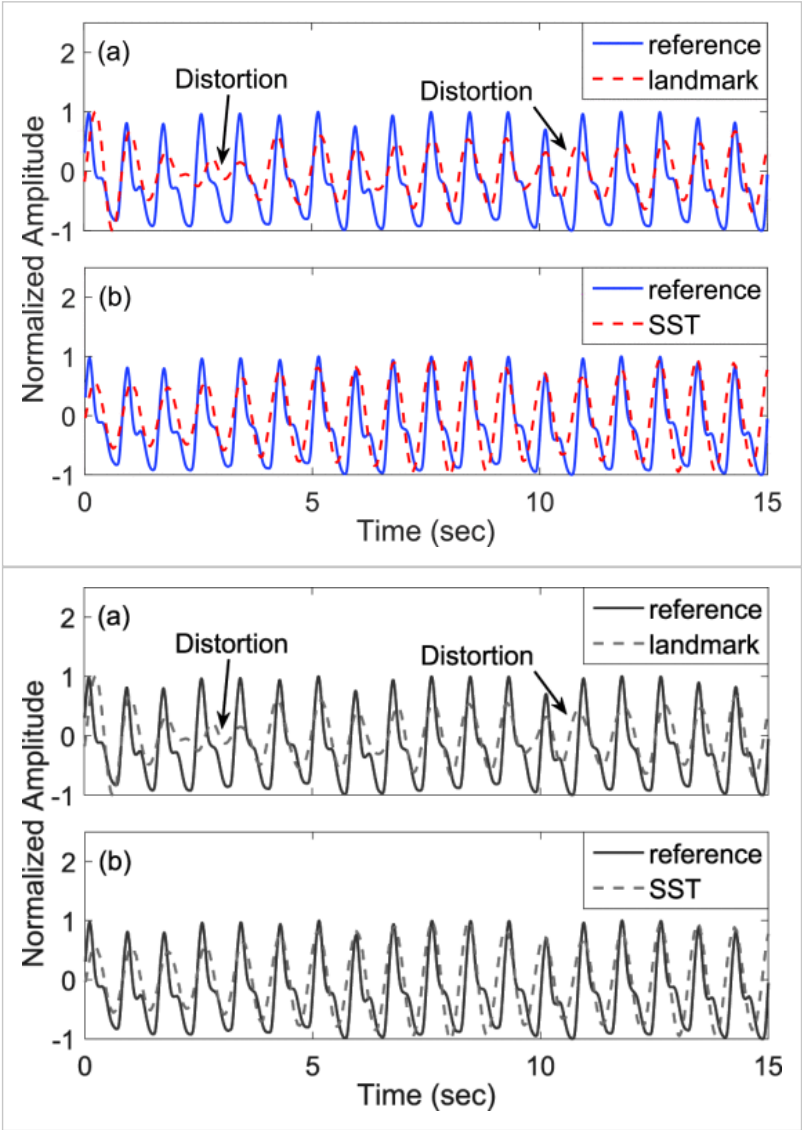 (a)
reference
landmark
Distortion
Distortion
2
1
0
-1
(b)
reference
SST
2
1
0
-1
Normalized Amplitude
0
5
10
15
Time (sec)
(a)
reference
landmark
Distortion
Distortion
2
1
0
-1
(b)
reference
SST
2
1
0
-1
Normalized Amplitude
0
5
10
15
Time (sec)